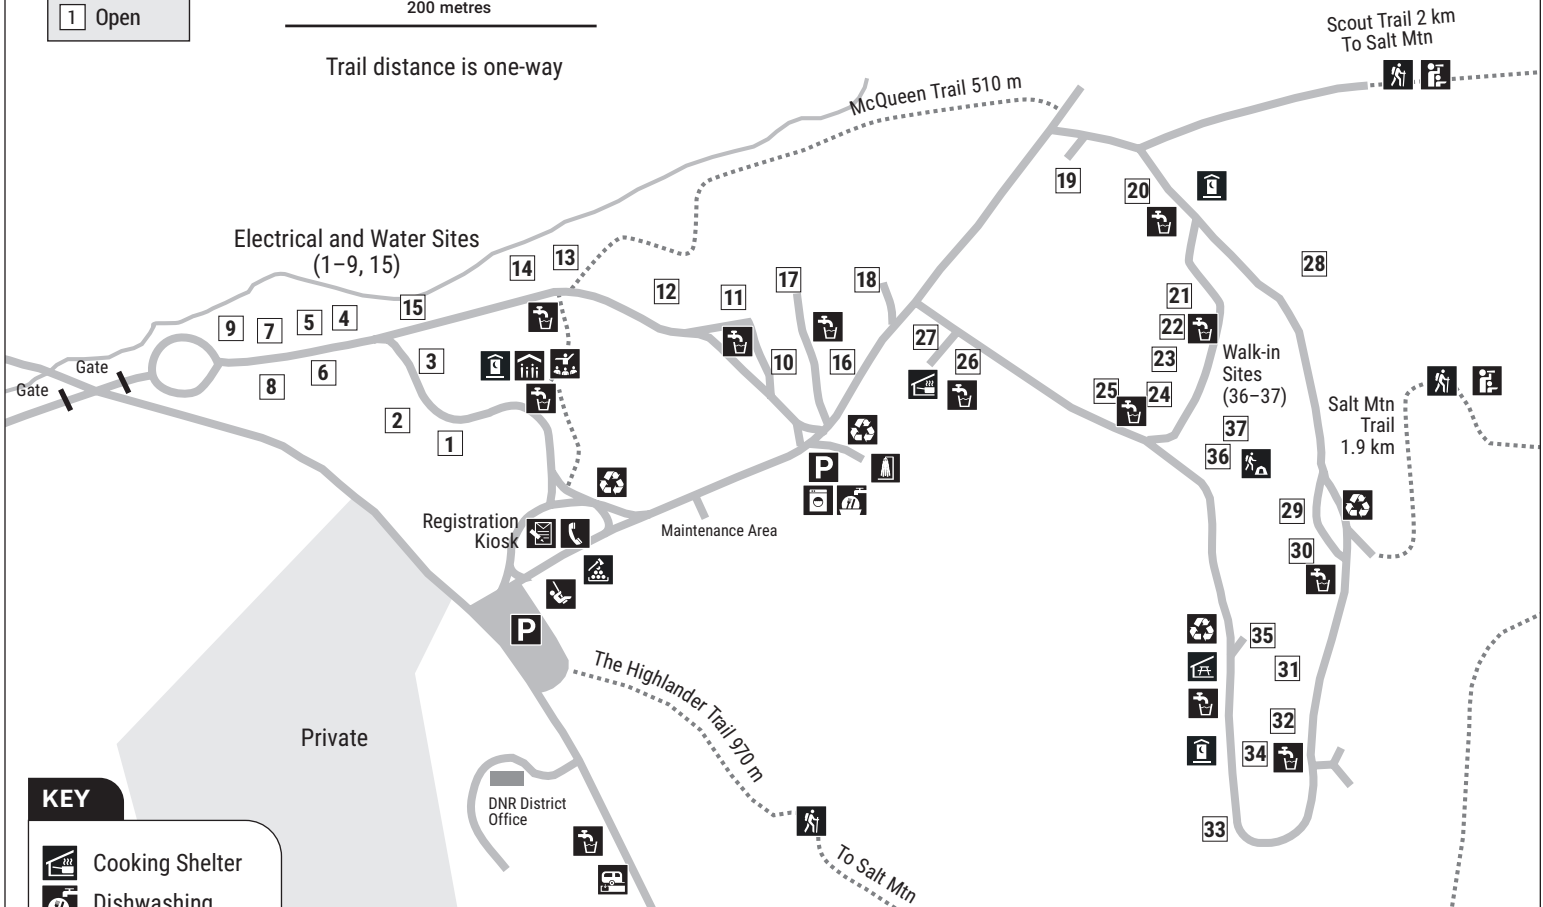 1 Open
200 metres
Trail distance is one-way
Scout Trail 2 km
To Salt Mtn
McQueen Trail 510 m
19
20
Electrical and Water Sites
(1–9, 15)
14
13
28
12
11
17
18
21
9
7
5
4
15
22
27
10
16
26
23
Walk-in
Sites
(36–37)
Gate
Gate
8
6
3
25
24
Salt Mtn
Trail
1.9 km
2
1
37
36
P
29
Registration
Kiosk
Maintenance Area
30
P
35
The Highlander Trail 970 m
31
32
34
Private
33
KEY
DNR District
Office
To Salt Mtn
Cooking Shelter
Dishwashing